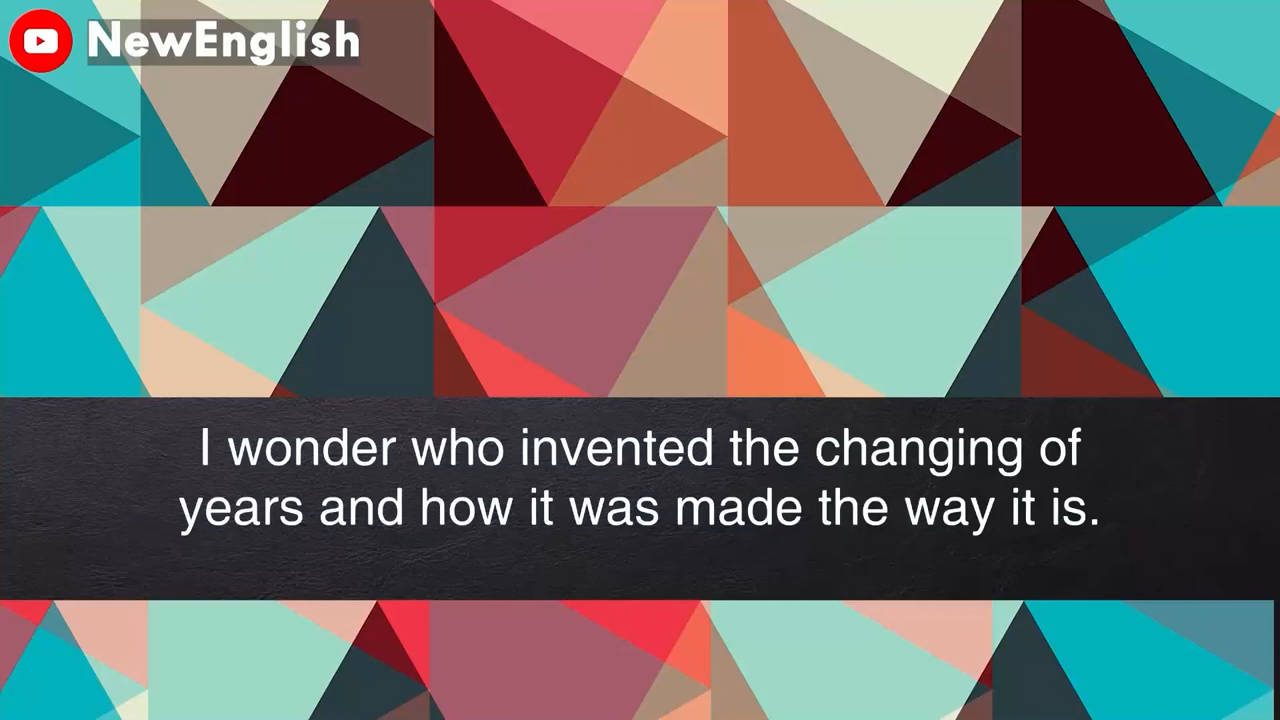 NewEnglish
I wonder who invented the changing of
years and how it was made the way it is.